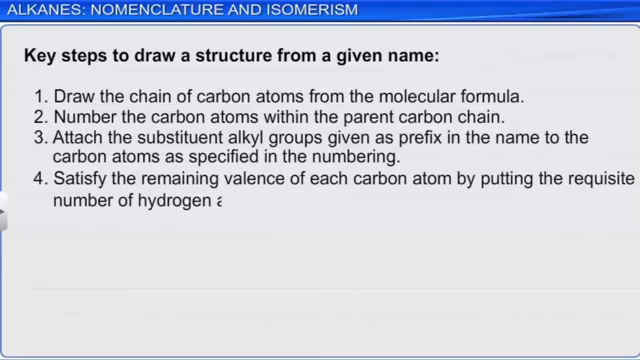 ALKANES: NOMENCLATURE AND ISOMERISM
Key steps to draw a structure from a given name:
1. Draw the chain of carbon atoms from the molecular formula.
2. Number the carbon atoms within the parent carbon chain.
3. Attach the substituent alkyl groups given as prefix in the name to the
carbon atoms as specified in the numbering.
4. Satisfy the remaining valence of each carbon atom by putting the requisite
number of hydrogen